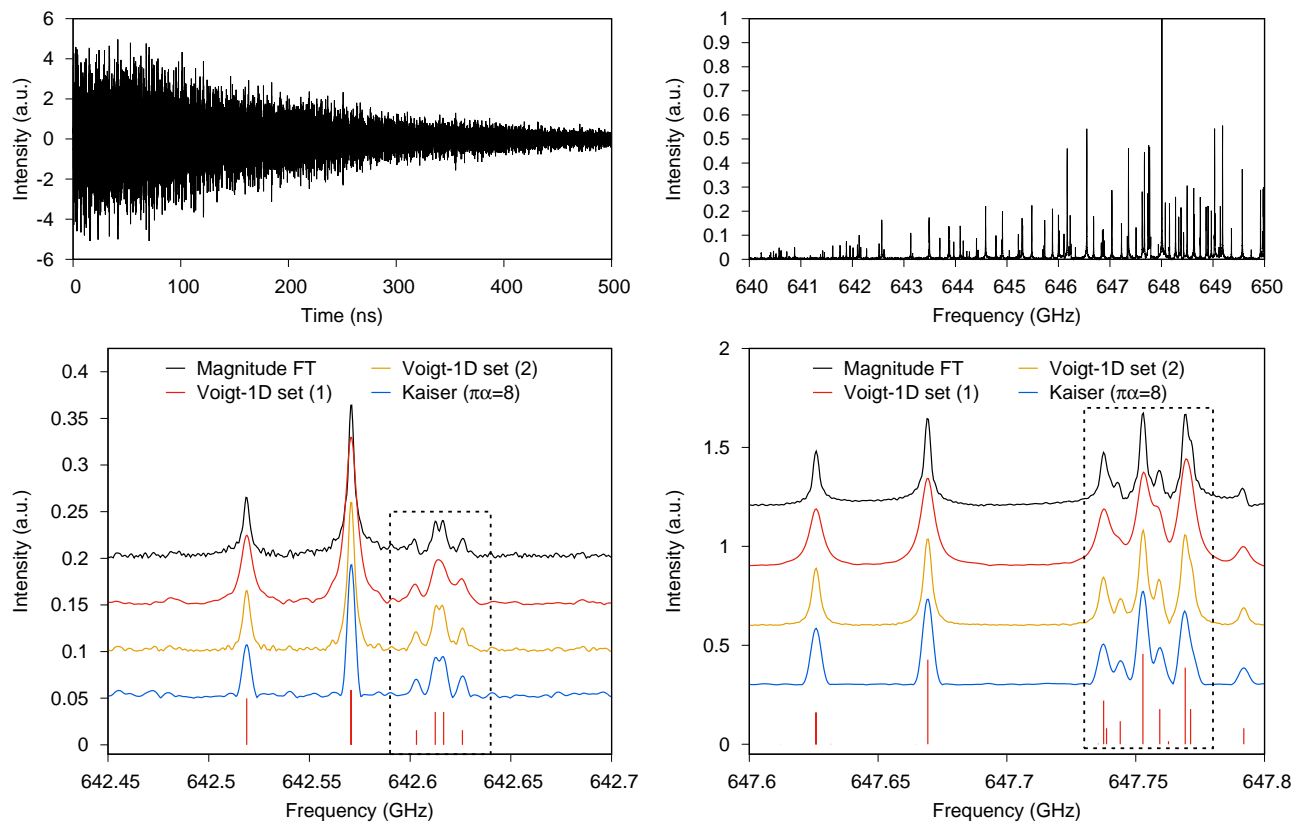 Intensity (a.u.)
6
4
2
0
-2
-4
-6
0 100 200 300 400 500
Time (ns)
Intensity (a.u.)
1
0.9
0.8
0.7
0.6
0.5
0.4
0.3
0.2
0.1
0
640 641 642 643 644 645 646 647 648 649 650
Frequency (GHz)
Magnitude FT
Voigt-1D set (1)
Voigt-1D set (2)
Kaiser (πα=8)
Intensity (a.u.)
0.4
0.35
0.3
0.25
0.2
0.15
0.1
0.05
0
642.45 642.5 642.55 642.6 642.65 642.7
Frequency (GHz)
Magnitude FT
Voigt-1D set (1)
Voigt-1D set (2)
Kaiser (πα=8)
Intensity (a.u.)
2
1.5
1
0.5
0
647.6 647.65 647.7 647.75 647.8
Frequency (GHz)